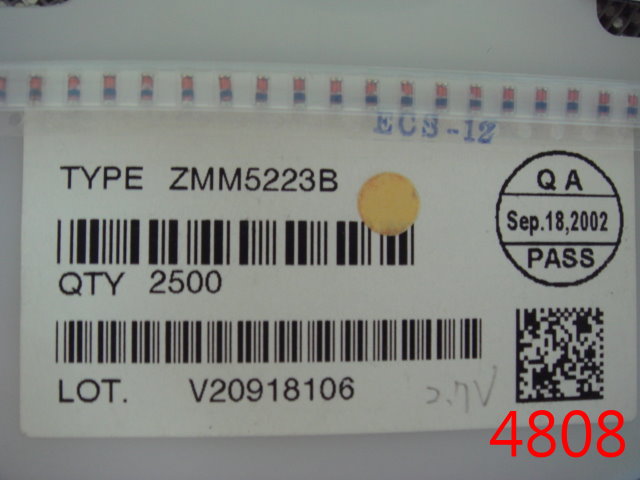 ECS-12
TYPE ZMM5223B
QA
Sep.18,2002
PASS
QTY 2500
LOT. V20918106
2.7V
4808